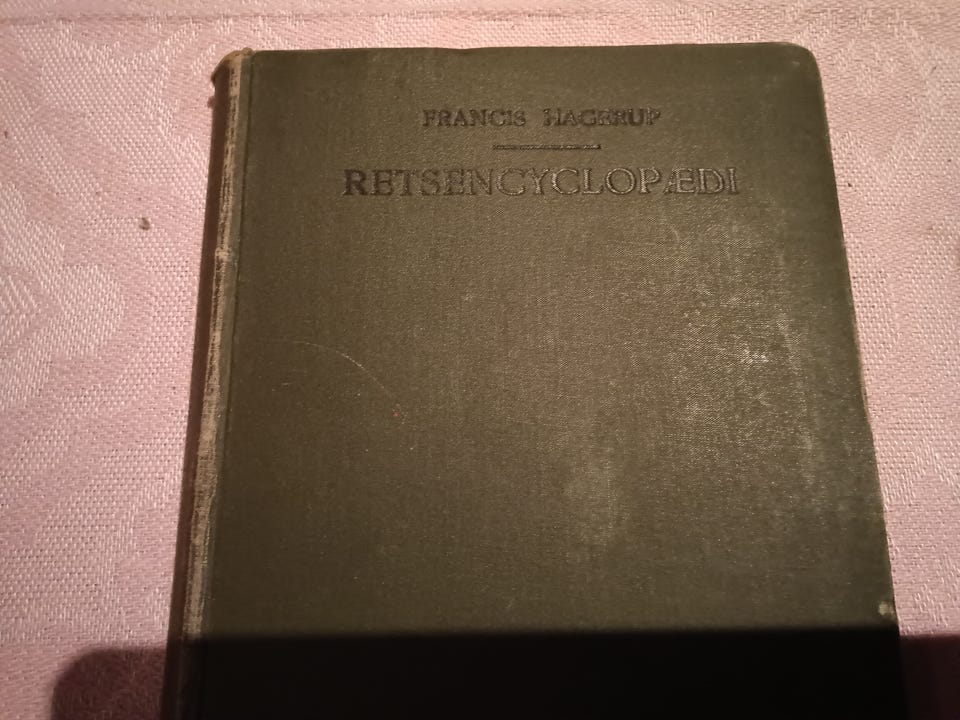 FRANCIS HAGERUP
RETSENCYCLOPÆDI